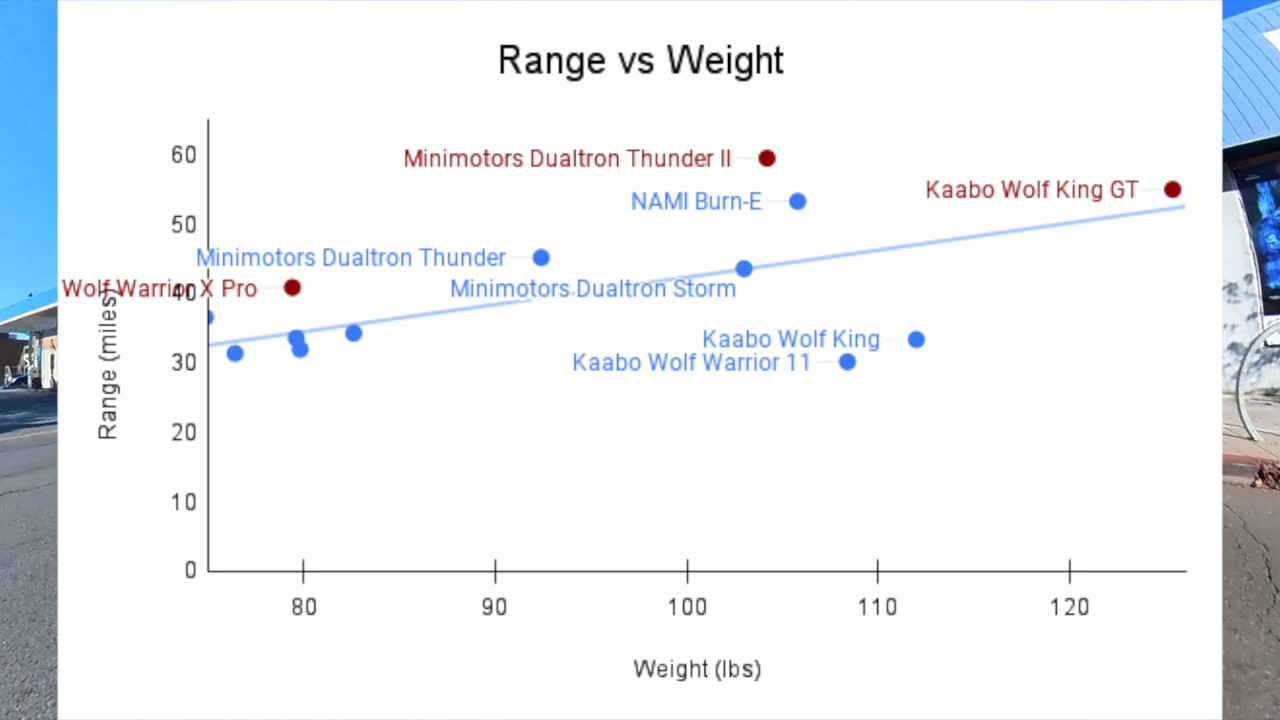 Range vs Weight
60
Minimotors Dualtron Thunder II
Kaabo Wolf King GT
NAMI Burn-E
50
Minimotors Dualtron Thunder
Wolf Warrior X Pro
40
Minimotors Dualtron Storm
Kaabo Wolf King
Kaabo Wolf Warrior 11
30
Range (miles)
20
10
0
80 90 100 110 120
Weight (lbs)